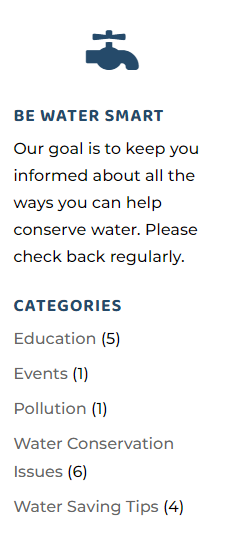 BE WATER SMART
Our goal is to keep you
informed about all the
ways you can help
conserve water. Please
check back regularly.
CATEGORIES
Education (5)
Events (1)
Pollution (1)
Water Conservation
Issues (6)
Water Saving Tips (4)